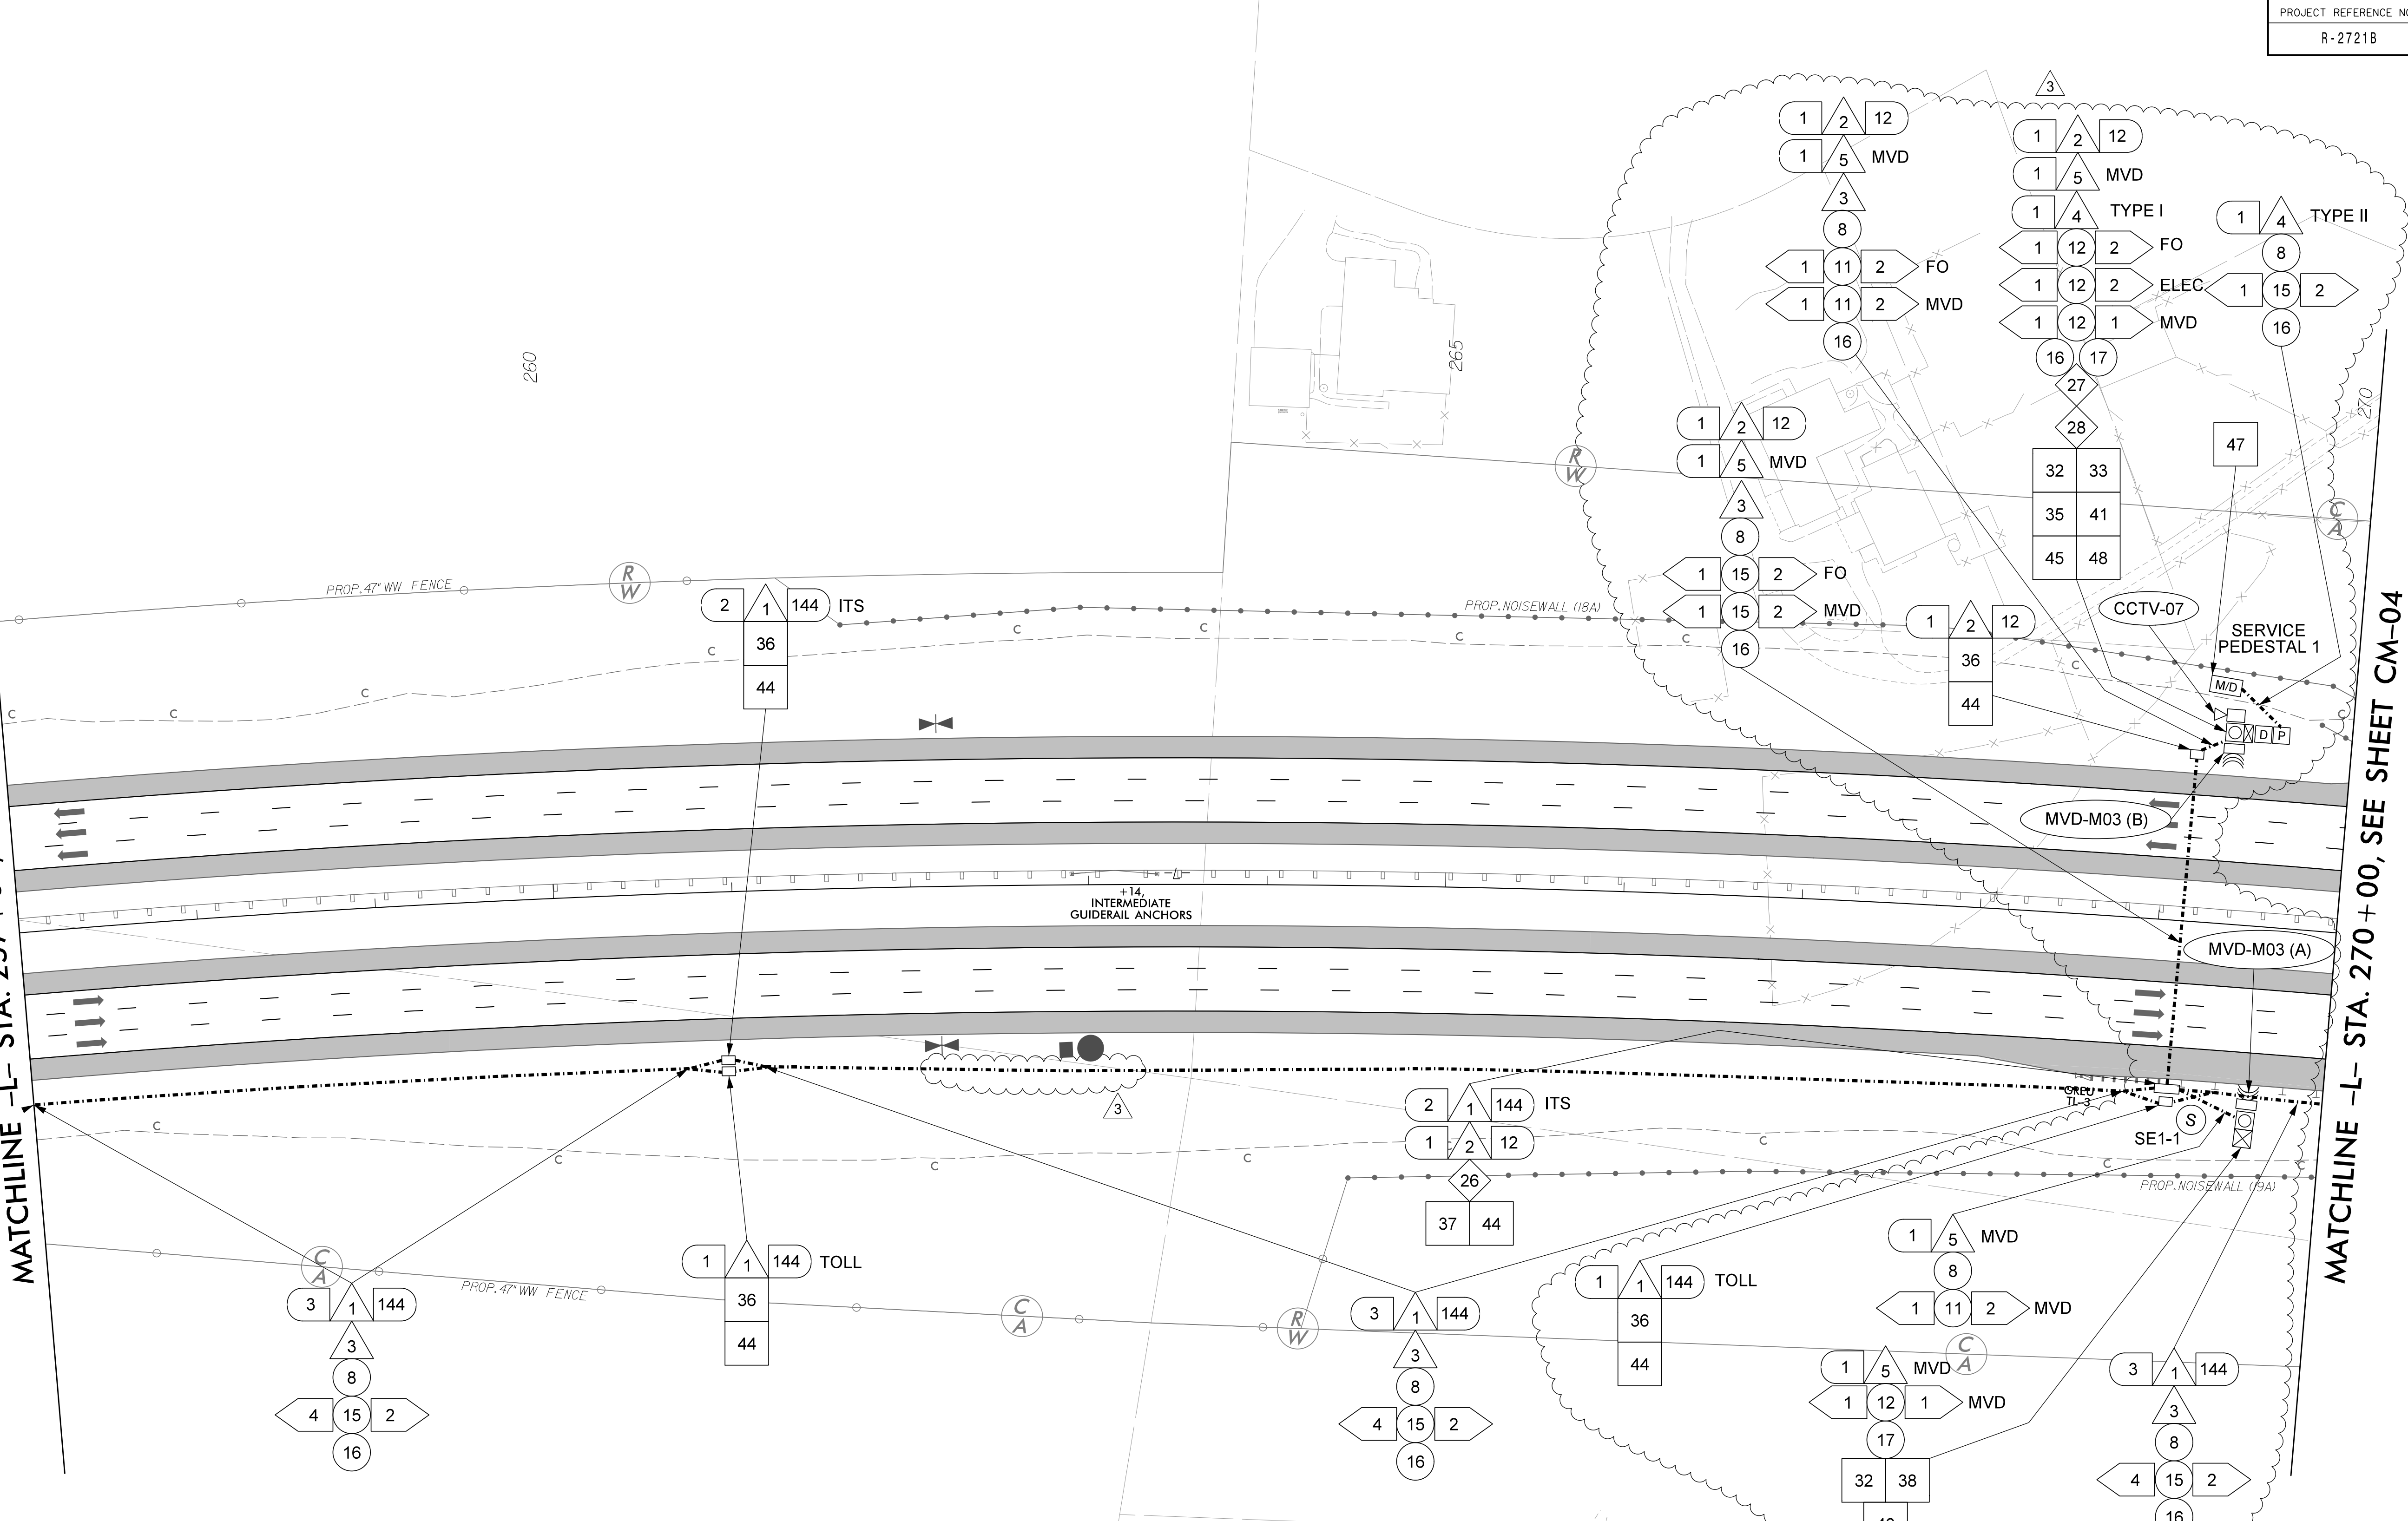 PROJECT REFERENCE NO
R-2721B
3
1 2 12
1 5 MVD
3
8
1 11 2 FO
1 11 2 MVD
16
1 2 12
1 5 MVD
1 4 TYPE I
1 12 2 FO
1 12 2 ELEC
1 12 1 MVD
16 17
27
28
32 33
35 41
45 48
1 4 TYPE II
8
1 15 2
16
260
265
270
47
1 2 12
1 5 MVD
3
8
1 15 2 FO
1 15 2 MVD
16
R W
C A
PROP. 47" WW FENCE
R W
2 1 144 ITS
36
44
PROP. NOISEWALL (18A)
1 2 12
36
44
CCTV-07
SERVICE
PEDESTAL 1
M/D
D P
C C C C C C C C C C C
MVD-M03 (B)
-L-
+14,
INTERMEDIATE
GUIDERAIL ANCHORS
MVD-M03 (A)
3
GREU
TL-3
S
SE1-1
2 1 144 ITS
1 2 12
26
37 44
C C C C C C C
PROP. NOISEWALL (19A)
C A
PROP. 47" WW FENCE
C A
R W
C A
3 1 144
3
8
4 15 2
16
1 1 144 TOLL
36
44
3 1 144
3
8
4 15 2
16
1 1 144 TOLL
36
44
1 5 MVD
8
1 11 2 MVD
1 5 MVD
1 12 1 MVD
17
32 38
3 1 144
3
8
4 15 2
16
MATCHLINE -L- STA.
MATCHLINE -L- STA. 270+00, SEE SHEET CM-04